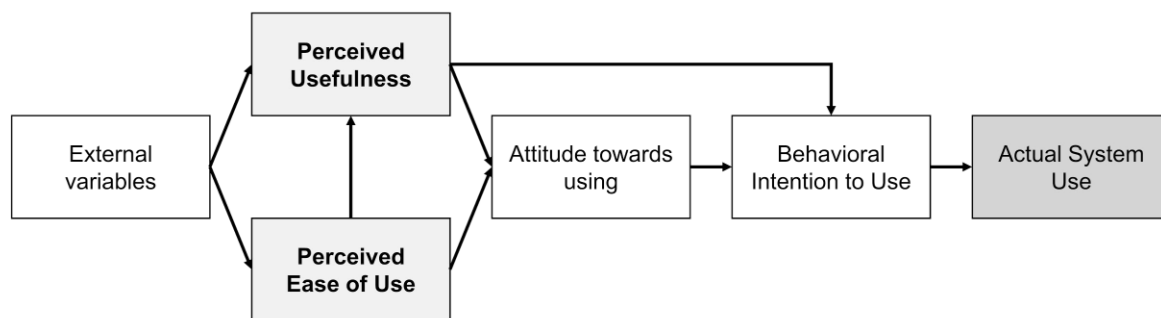 Perceived
Usefulness
External
variables
Attitude towards
using
Behavioral
Intention to Use
Actual System
Use
Perceived
Ease of Use